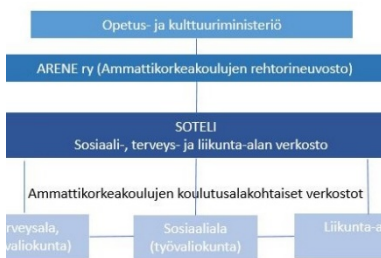 Opetus- ja kulttuuriministeriö
ARENE ry (Ammattikorkeakoulujen rehtorineuvosto)
SOTELI
Sosiaali-, terveys- ja liikunta-alan verkosto
Ammattikorkeakoulujen koulutusalakohtaiset verkostot
Sosiaaliala
(työvaliokunta)